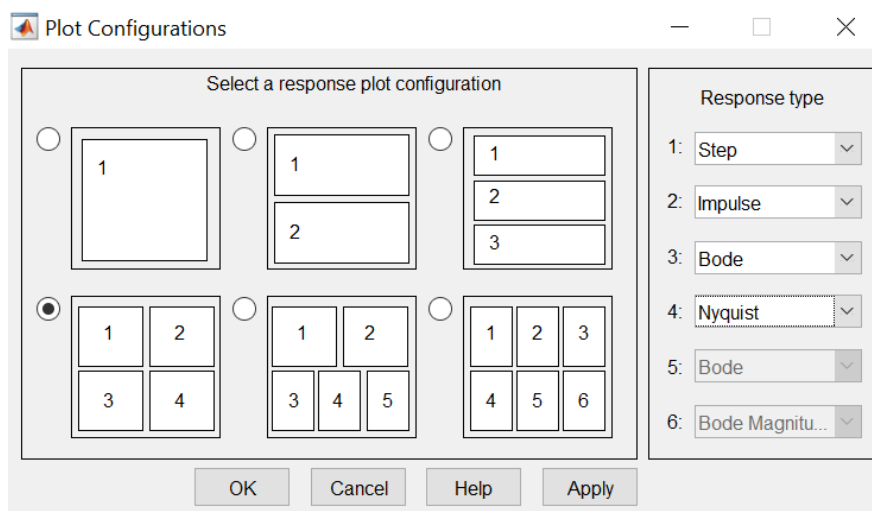 Plot Configurations
Select a response plot configuration
1
1
2
1
2
3
1 2
3 4
1 2
3 4 5
1 2 3
4 5 6
Response type
1: Step
2: Impulse
3: Bode
4: Nyquist
5: Bode
6: Bode Magnitu...
OK Cancel Help Apply